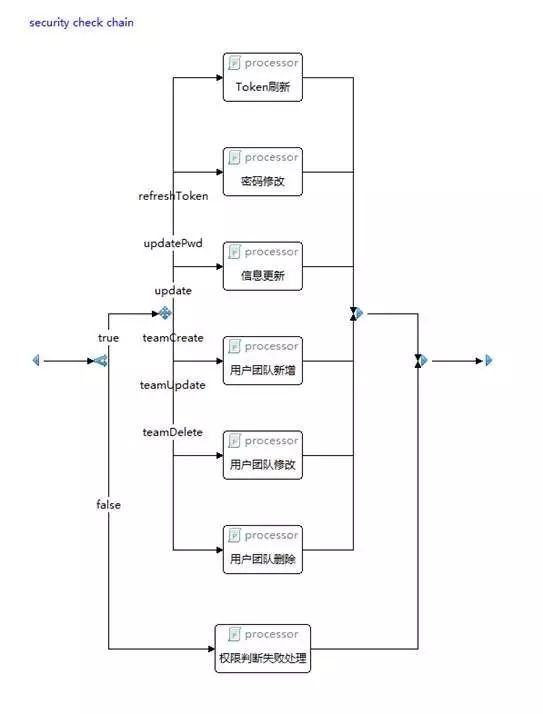 security check chain
processor
Token刷新
processor
密码修改
refreshToken
updatePwd
processor
信息更新
update
true
teamCreate
processor
用户团队新增
teamUpdate
teamDelete
processor
用户团队修改
false
processor
用户团队删除
processor
权限判断失败处理